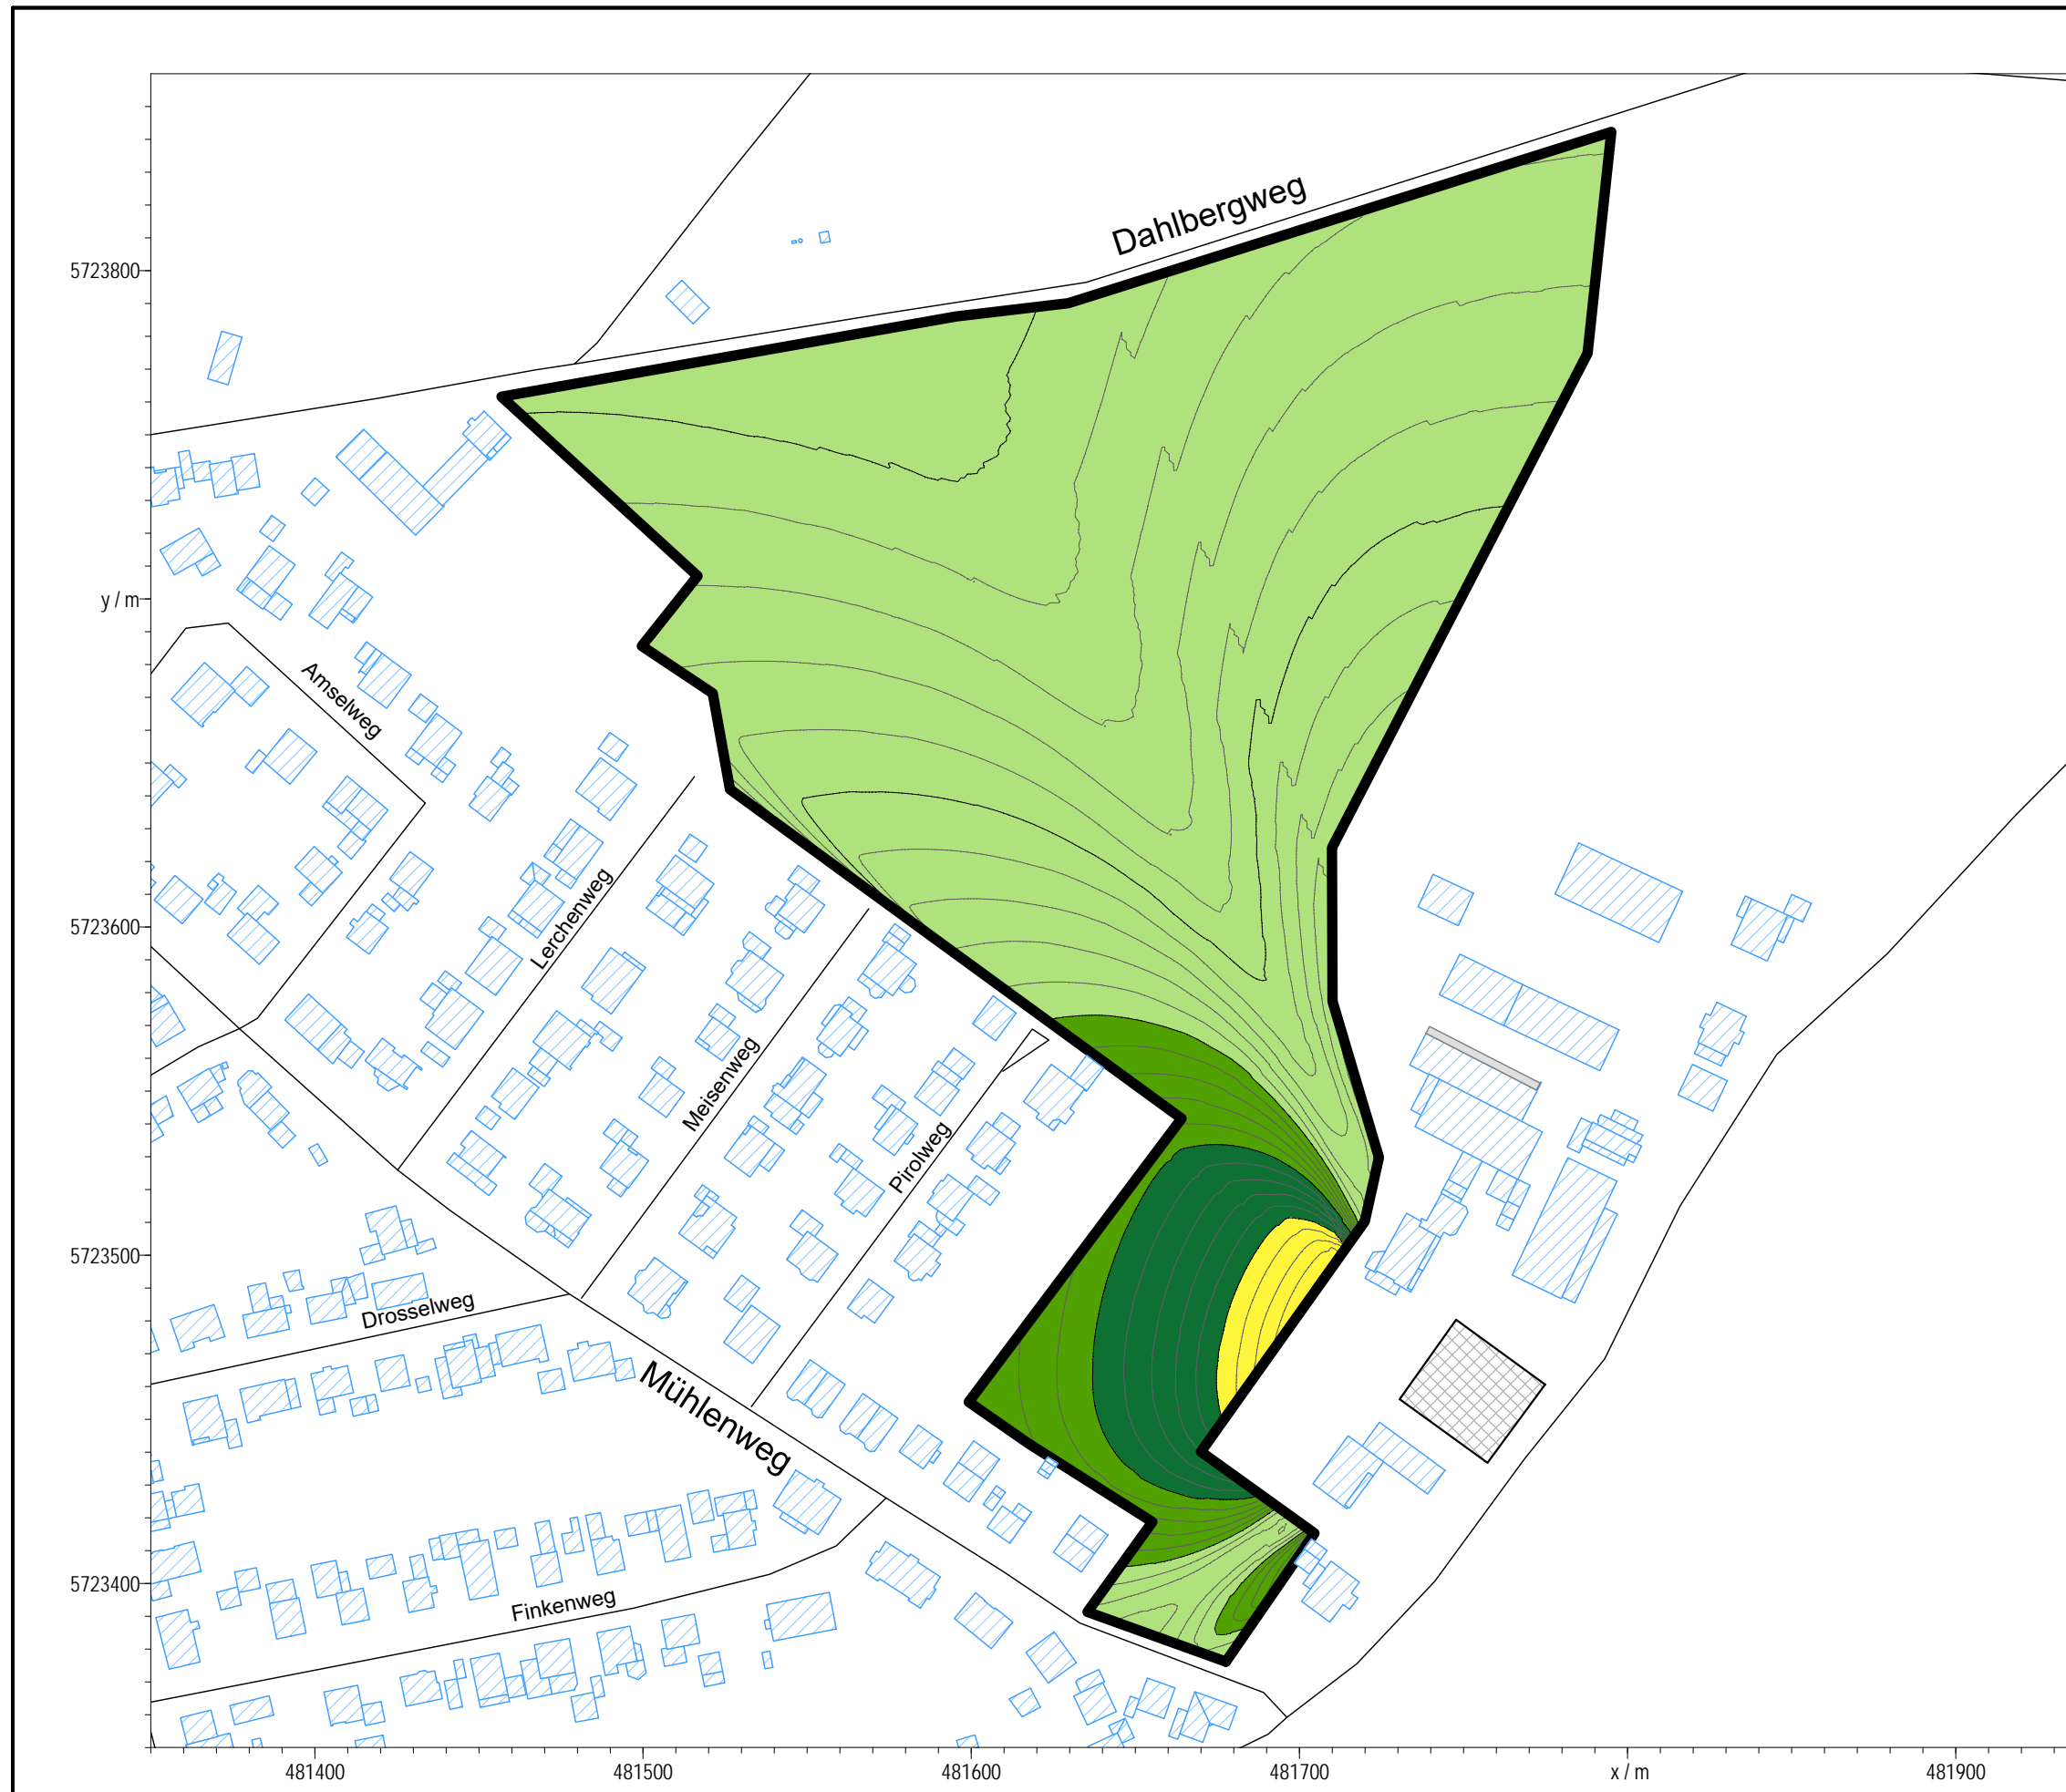 Dahlbergweg
5723800
y / m
Amselweg
Lerchenweg
5723600
Meisenweg
Pirolweg
5723500
Drosselweg
Mühlenweg
5723400
Finkenweg
481400
481500
481600
481700
x / m
481900